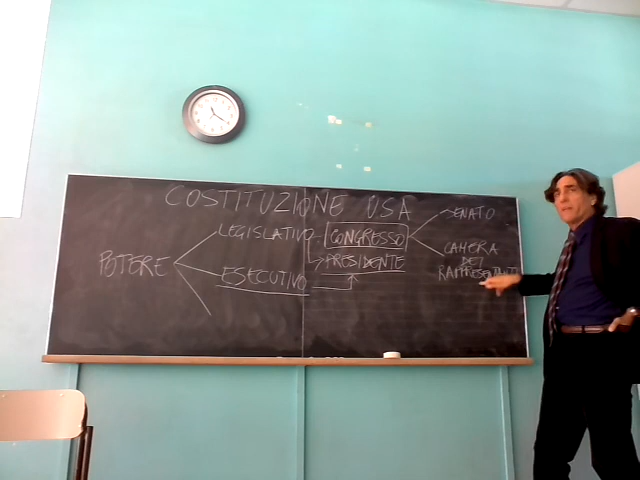 COSTITUZIONE USA
POTERE
LEGISLATIVO
CONGRESSO
SENATO
CAMERA
DEI
RAPPRESENTANTI
PRESIDENTE
ESECUTIVO